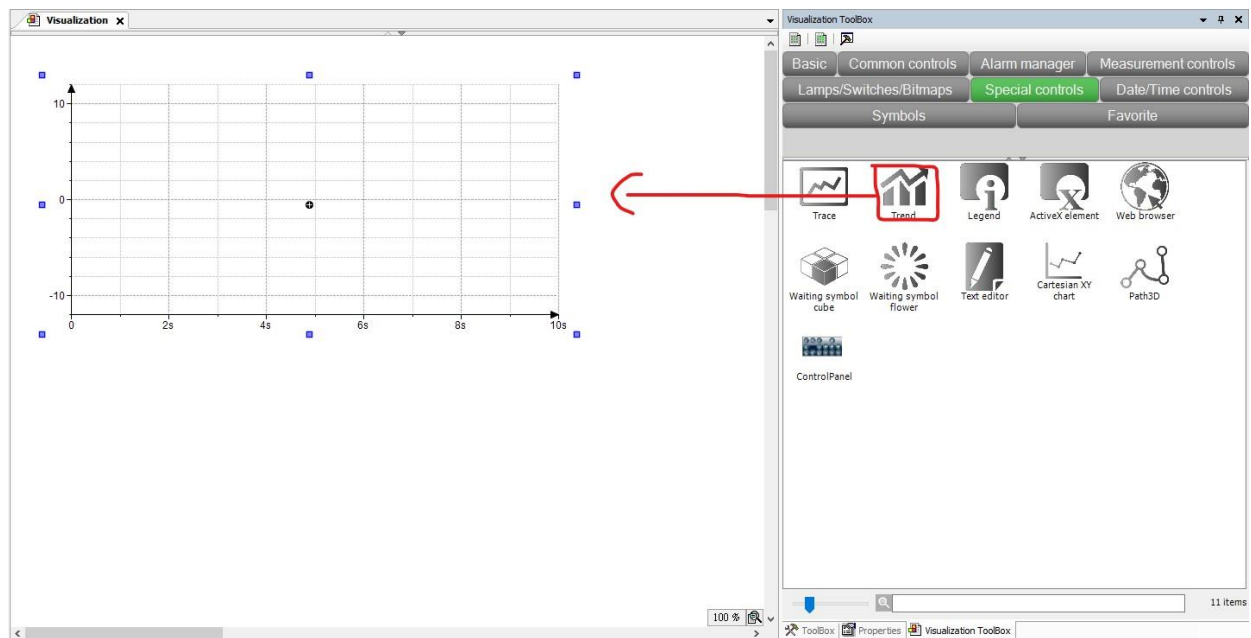 Visualization
Visualization ToolBox
Basic Common controls Alarm manager Measurement controls
Lamps/Switches/Bitmaps Special controls Date/Time controls
Symbols Favorite
10
0
-10
0 2s 4s 6s 8s 10s
Trace Trend Legend ActiveX element Web browser
Waiting symbol cube
Waiting symbol flower
Text editor
Cartesian XY chart
Path3D
ControlPanel
11 items
100 %
ToolBox Properties Visualization ToolBox